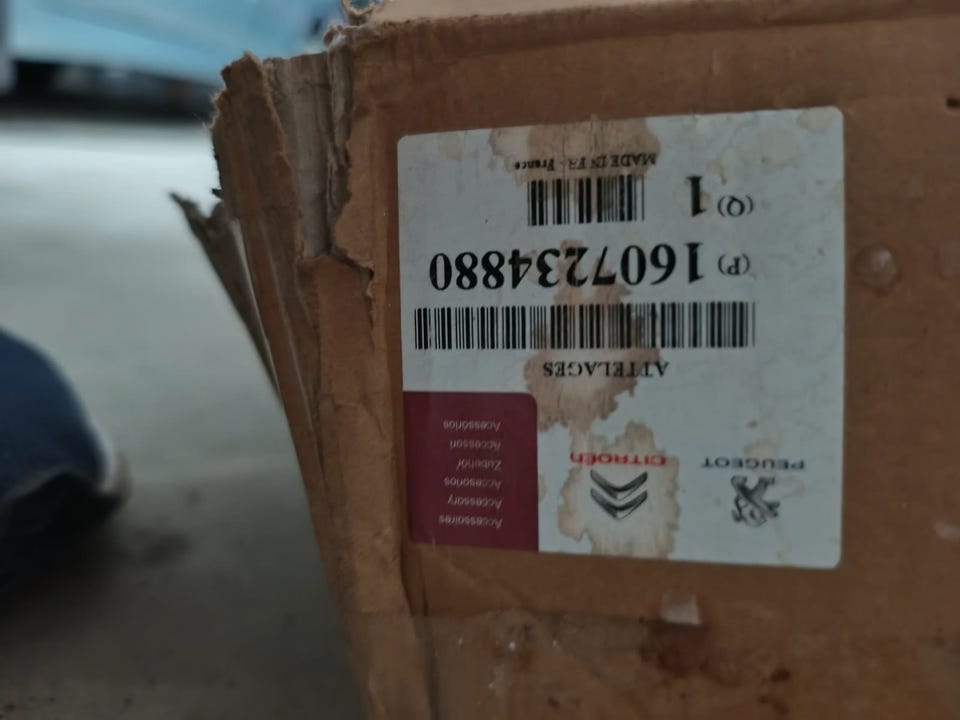 PEUGEOT
CITROËN
Accessoires
Accessory
Accesorios
Zubehör
Accessori
Acessórios
ATTELAGES
(P) 1607234880
(Q) 1
MADE IN FR - France